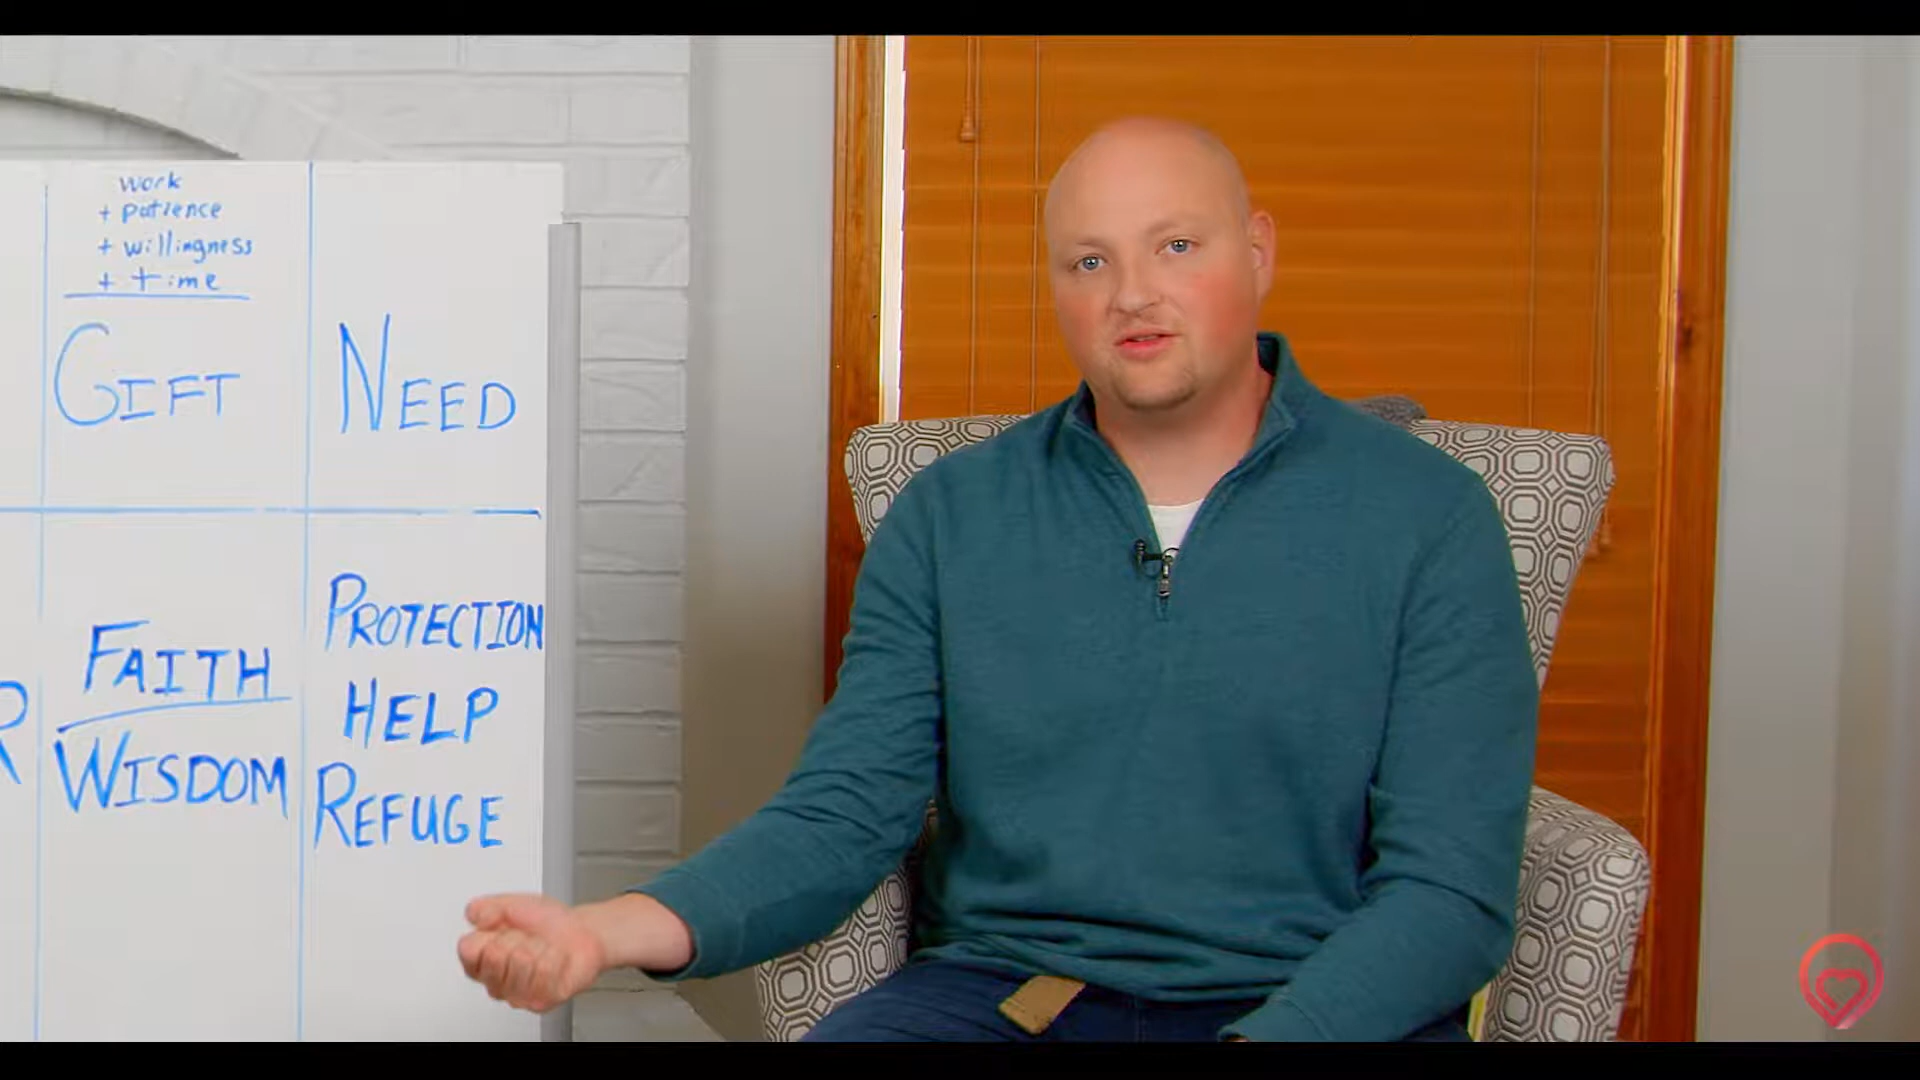 work
+ patience
+ willingness
+ time
GIFT
NEED
FAITH
WISDOM
PROTECTION
HELP
REFUGE